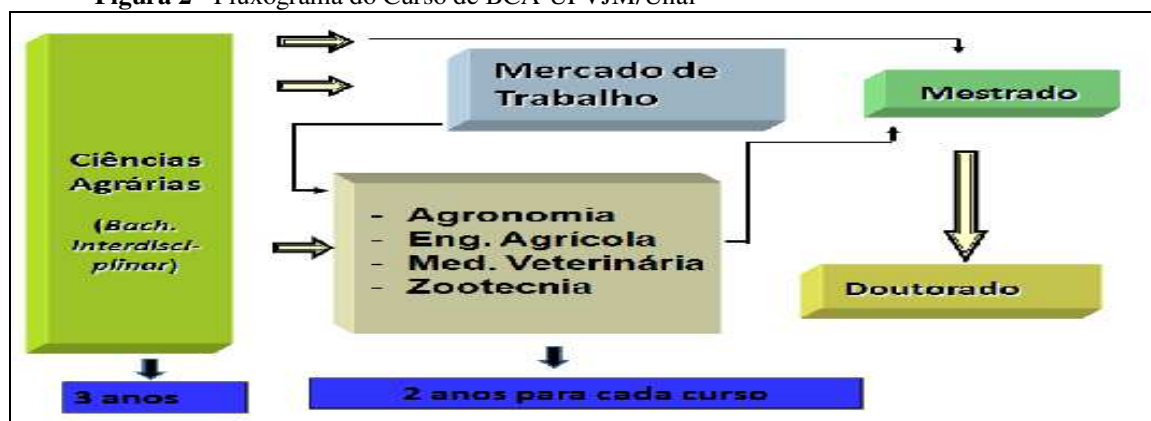 Figura 2 - Fluxograma do Curso de BCA-UFVJM/Unaí
Mercado de
Trabalho
Mestrado
Ciências
Agrárias
(Bach.
Interdisci-
plinar)
- Agronomia
- Eng. Agrícola
- Med. Veterinária
- Zootecnia
Doutorado
3 anos
2 anos para cada curso